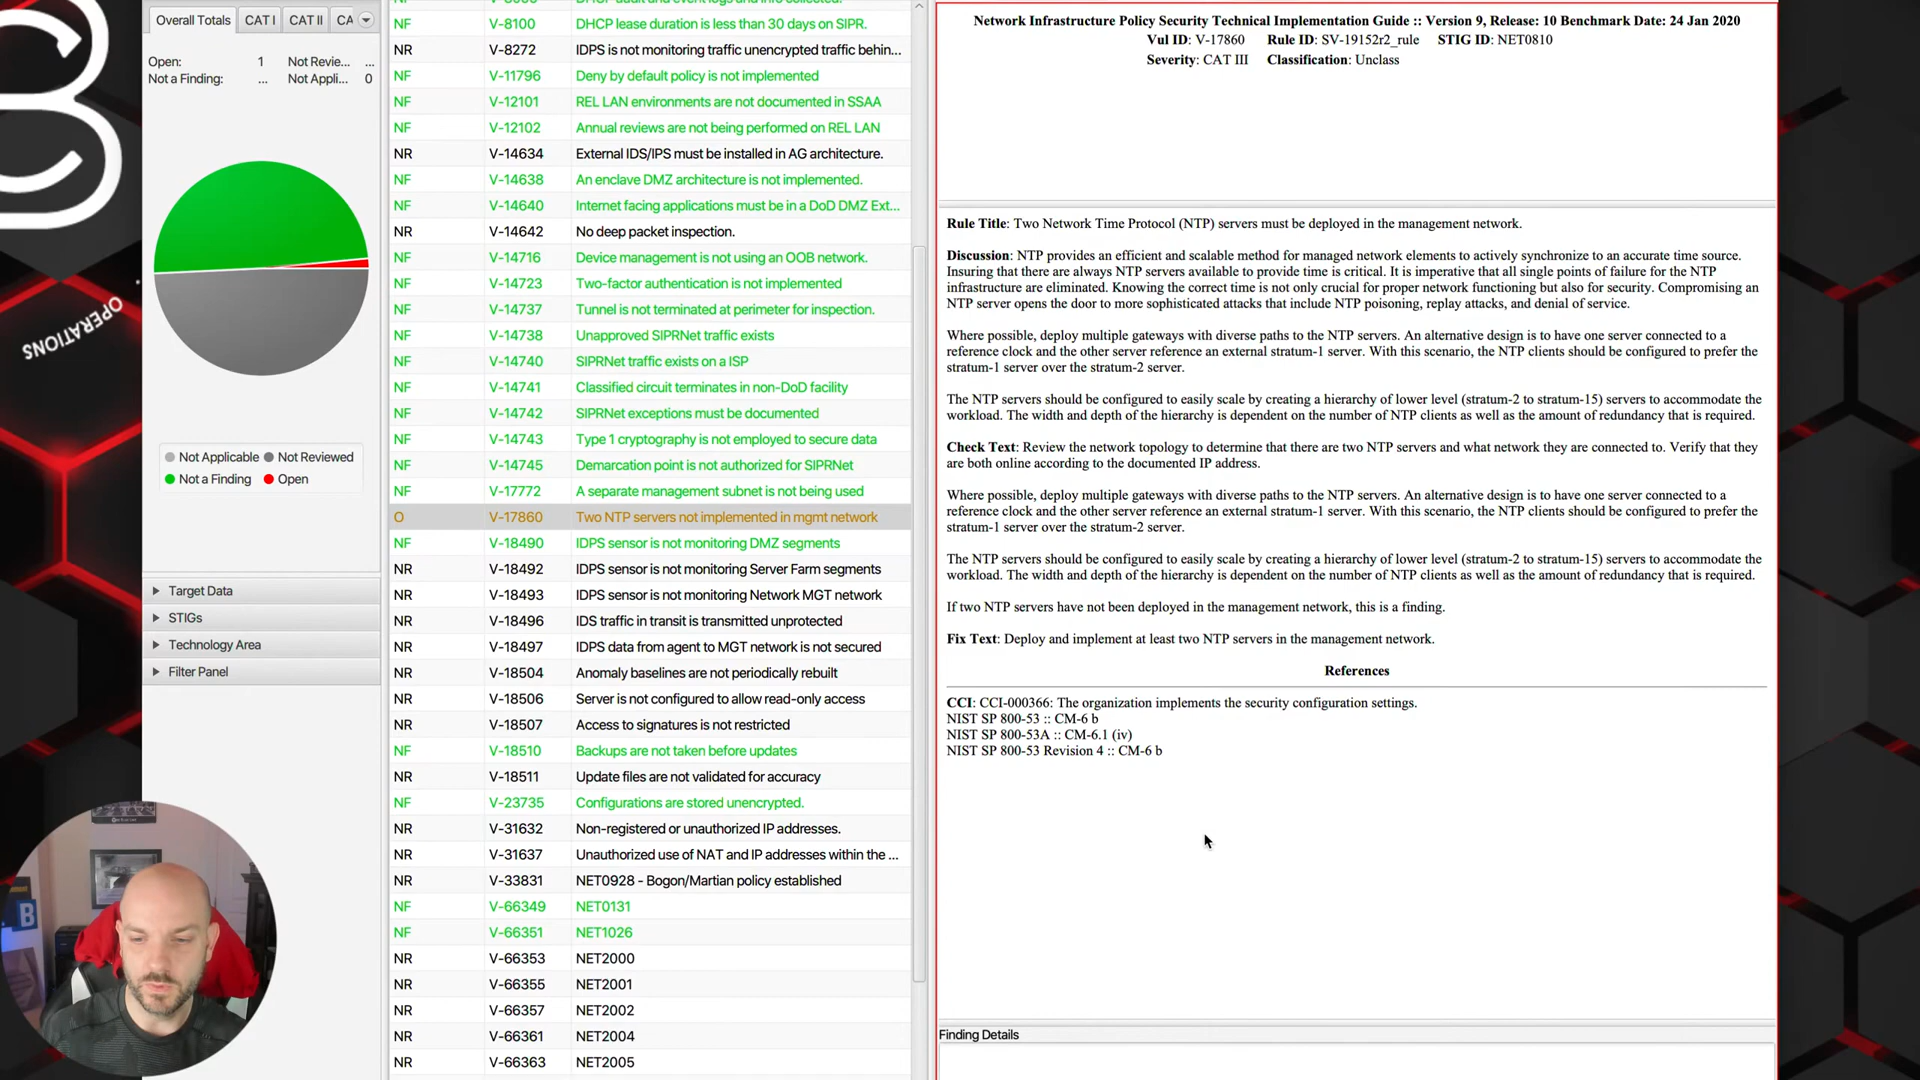 Overall Totals CAT I CAT II CA
Open: 1 Not Revie... ...
Not a Finding: ... Not Appli... 0
Not Applicable Not Reviewed
Not a Finding Open
Target Data
STIGs
Technology Area
Filter Panel
OPERATIONS
NF V-8100 DHCP lease duration is less than 30 days on SIPR.
NR V-8272 IDPS is not monitoring traffic unencrypted traffic behin...
NF V-11796 Deny by default policy is not implemented
NF V-12101 REL LAN environments are not documented in SSAA
NF V-12102 Annual reviews are not being performed on REL LAN
NR V-14634 External IDS/IPS must be installed in AG architecture.
NF V-14638 An enclave DMZ architecture is not implemented.
NF V-14640 Internet facing applications must be in a DoD DMZ Ext...
NR V-14642 No deep packet inspection.
NF V-14716 Device management is not using an OOB network.
NF V-14723 Two-factor authentication is not implemented
NF V-14737 Tunnel is not terminated at perimeter for inspection.
NF V-14738 Unapproved SIPRNet traffic exists
NF V-14740 SIPRNet traffic exists on a ISP
NF V-14741 Classified circuit terminates in non-DoD facility
NF V-14742 SIPRNet exceptions must be documented
NF V-14743 Type 1 cryptography is not employed to secure data
NF V-14745 Demarcation point is not authorized for SIPRNet
NF V-17772 A separate management subnet is not being used
O V-17860 Two NTP servers not implemented in mgmt network
NF V-18490 IDPS sensor is not monitoring DMZ segments
NR V-18492 IDPS sensor is not monitoring Server Farm segments
NR V-18493 IDPS sensor is not monitoring Network MGT network
NR V-18496 IDS traffic in transit is transmitted unprotected
NR V-18497 IDPS data from agent to MGT network is not secured
NR V-18504 Anomaly baselines are not periodically rebuilt
NR V-18506 Server is not configured to allow read-only access
NR V-18507 Access to signatures is not restricted
NF V-18510 Backups are not taken before updates
NR V-18511 Update files are not validated for accuracy
NF V-23735 Configurations are stored unencrypted.
NR V-31632 Non-registered or unauthorized IP addresses.
NR V-31637 Unauthorized use of NAT and IP addresses within the ...
NR V-33831 NET0928 - Bogon/Martian policy established
NF V-66349 NET0131
NF V-66351 NET1026
NR V-66353 NET2000
NR V-66355 NET2001
NR V-66357 NET2002
NR V-66361 NET2004
NR V-66363 NET2005
Network Infrastructure Policy Security Technical Implementation Guide :: Version 9, Release: 10 Benchmark Date: 24 Jan 2020
Vul ID: V-17860 Rule ID: SV-19152r2_rule STIG ID: NET0810
Severity: CAT III Classification: Unclass
Rule Title: Two Network Time Protocol (NTP) servers must be deployed in the management network.
Discussion: NTP provides an efficient and scalable method for managed network elements to actively synchronize to an accurate time source.
Insuring that there are always NTP servers available to provide time is critical. It is imperative that all single points of failure for the NTP
infrastructure are eliminated. Knowing the correct time is not only crucial for proper network functioning but also for security. Compromising an
NTP server opens the door to more sophisticated attacks that include NTP poisoning, replay attacks, and denial of service.
Where possible, deploy multiple gateways with diverse paths to the NTP servers. An alternative design is to have one server connected to a
reference clock and the other server reference an external stratum-1 server. With this scenario, the NTP clients should be configured to prefer the
stratum-1 server over the stratum-2 server.
The NTP servers should be configured to easily scale by creating a hierarchy of lower level (stratum-2 to stratum-15) servers to accommodate the
workload. The width and depth of the hierarchy is dependent on the number of NTP clients as well as the amount of redundancy that is required.
Check Text: Review the network topology to determine that there are two NTP servers and what network they are connected to. Verify that they
are both online according to the documented IP address.
Where possible, deploy multiple gateways with diverse paths to the NTP servers. An alternative design is to have one server connected to a
reference clock and the other server reference an external stratum-1 server. With this scenario, the NTP clients should be configured to prefer the
stratum-1 server over the stratum-2 server.
The NTP servers should be configured to easily scale by creating a hierarchy of lower level (stratum-2 to stratum-15) servers to accommodate the
workload. The width and depth of the hierarchy is dependent on the number of NTP clients as well as the amount of redundancy that is required.
If two NTP servers have not been deployed in the management network, this is a finding.
Fix Text: Deploy and implement at least two NTP servers in the management network.
References
CCI: CCI-000366: The organization implements the security configuration settings.
NIST SP 800-53 :: CM-6 b
NIST SP 800-53A :: CM-6.1 (iv)
NIST SP 800-53 Revision 4 :: CM-6 b
Finding Details